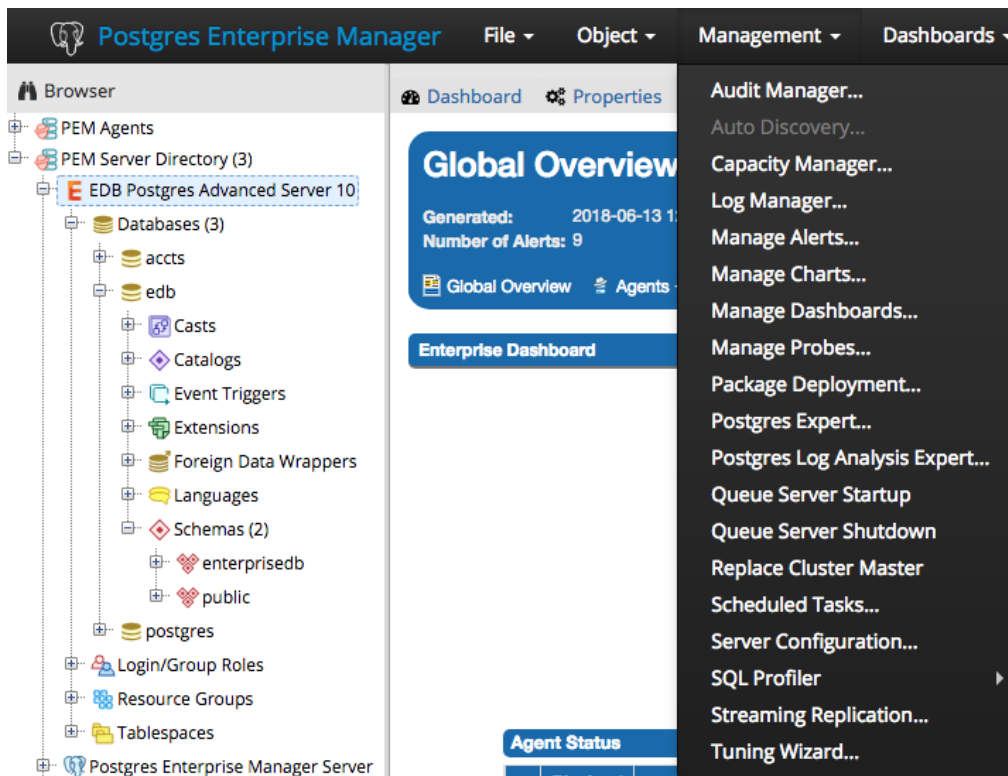 Postgres Enterprise Manager File Object Management Dashboards
Browser
PEM Agents
PEM Server Directory (3)
EDB Postgres Advanced Server 10
Databases (3)
accts
edb
Casts
Catalogs
Event Triggers
Extensions
Foreign Data Wrappers
Languages
Schemas (2)
enterprisedb
public
postgres
Login/Group Roles
Resource Groups
Tablespaces
Postgres Enterprise Manager Server
Dashboard Properties
Global Overview
Generated: 2018-06-13 1
Number of Alerts: 9
Global Overview Agents
Enterprise Dashboard
Agent Status
Audit Manager...
Auto Discovery...
Capacity Manager...
Log Manager...
Manage Alerts...
Manage Charts...
Manage Dashboards...
Manage Probes...
Package Deployment...
Postgres Expert...
Postgres Log Analysis Expert...
Queue Server Startup
Queue Server Shutdown
Replace Cluster Master
Scheduled Tasks...
Server Configuration...
SQL Profiler
Streaming Replication...
Tuning Wizard...